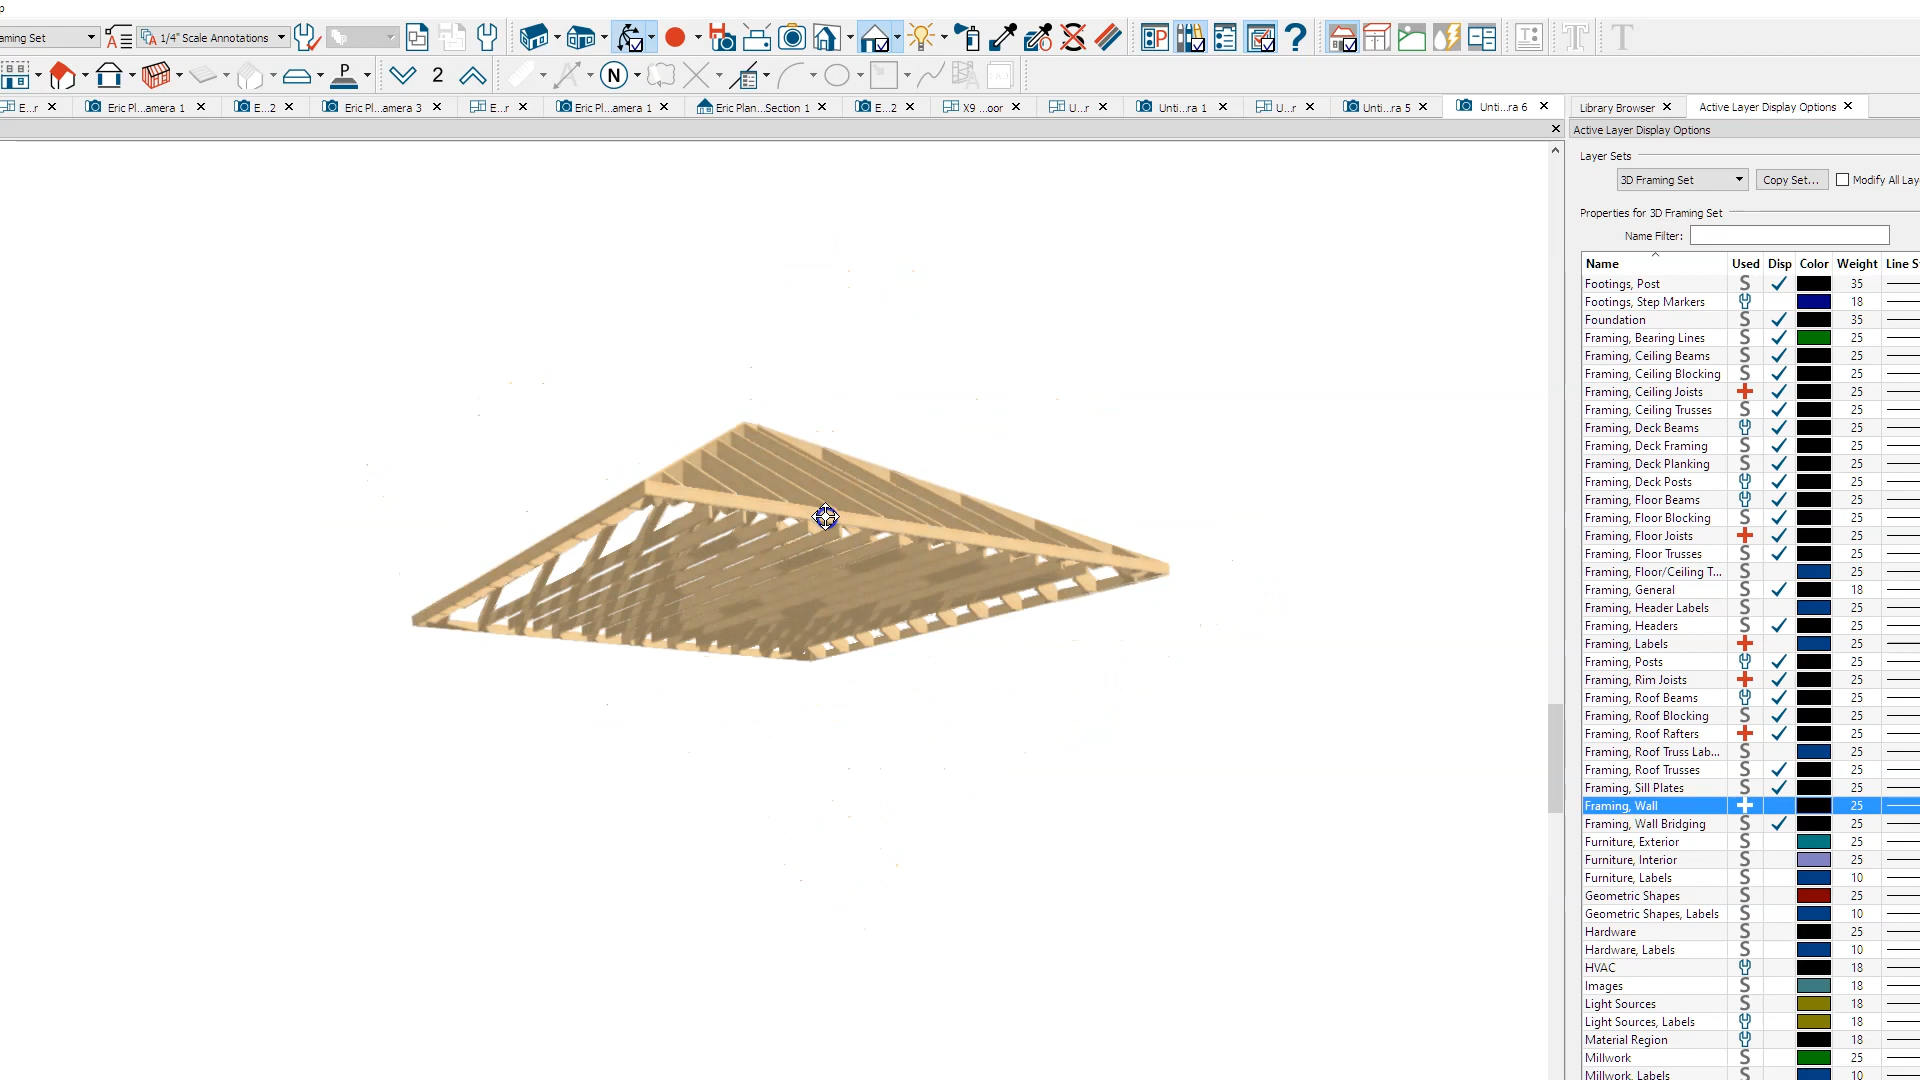 p
aming Set
1/4" Scale Annotations
2
E...r
Eric Pl...amera 1
E...2
Eric Pl...amera 3
E...r
Eric Pl...amera 1
Eric Plan...Section 1
E...2
X9 ...oor
U...r
Unti...ra 1
U...r
Unti...ra 5
Unti...ra 6
Library Browser
Active Layer Display Options
Active Layer Display Options
Layer Sets
3D Framing Set
Copy Set...
Modify All Lay
Properties for 3D Framing Set
Name Filter:
Name Used Disp Color Weight Line S
Footings, Post S 35
Footings, Step Markers 18
Foundation S 35
Framing, Bearing Lines S 25
Framing, Ceiling Beams S 25
Framing, Ceiling Blocking S 25
Framing, Ceiling Joists 25
Framing, Ceiling Trusses S 25
Framing, Deck Beams 25
Framing, Deck Framing S 25
Framing, Deck Planking S 25
Framing, Deck Posts 25
Framing, Floor Beams 25
Framing, Floor Blocking S 25
Framing, Floor Joists 25
Framing, Floor Trusses S 25
Framing, Floor/Ceiling T... S 25
Framing, General S 18
Framing, Header Labels S 25
Framing, Headers S 25
Framing, Labels 25
Framing, Posts 25
Framing, Rim Joists 25
Framing, Roof Beams 25
Framing, Roof Blocking S 25
Framing, Roof Rafters 25
Framing, Roof Truss Lab... S 25
Framing, Roof Trusses S 25
Framing, Sill Plates S 25
Framing, Wall 25
Framing, Wall Bridging S 25
Furniture, Exterior S 25
Furniture, Interior S 25
Furniture, Labels S 10
Geometric Shapes S 25
Geometric Shapes, Labels S 10
Hardware S 25
Hardware, Labels S 10
HVAC 18
Images S 18
Light Sources S 18
Light Sources, Labels 18
Material Region 18
Millwork S 25
Millwork, Labels S 10